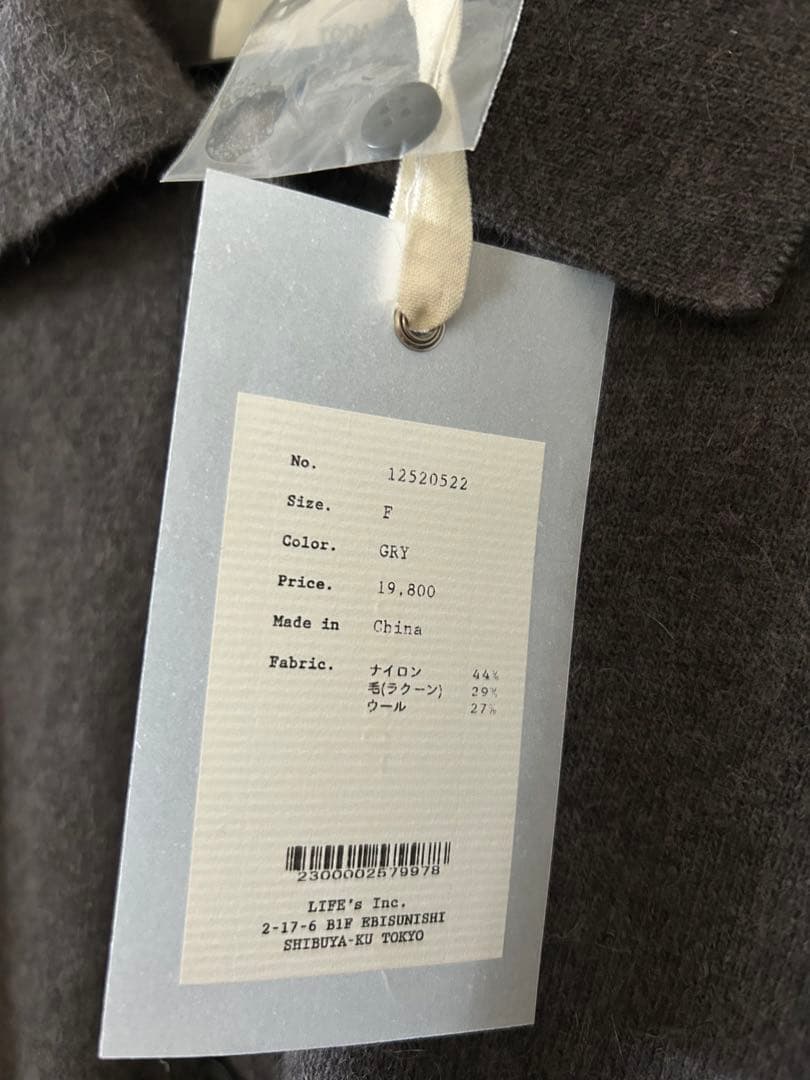 No. 12520522
Size. F
Color. GRY
Price. 19,800
Made in China
Fabric. ナイロン 44%
毛(ラクーン) 29%
ウール 27%
2300002579978
LIFE's Inc.
2-17-6 B1F EBISUNISHI
SHIBUYA-KU TOKYO